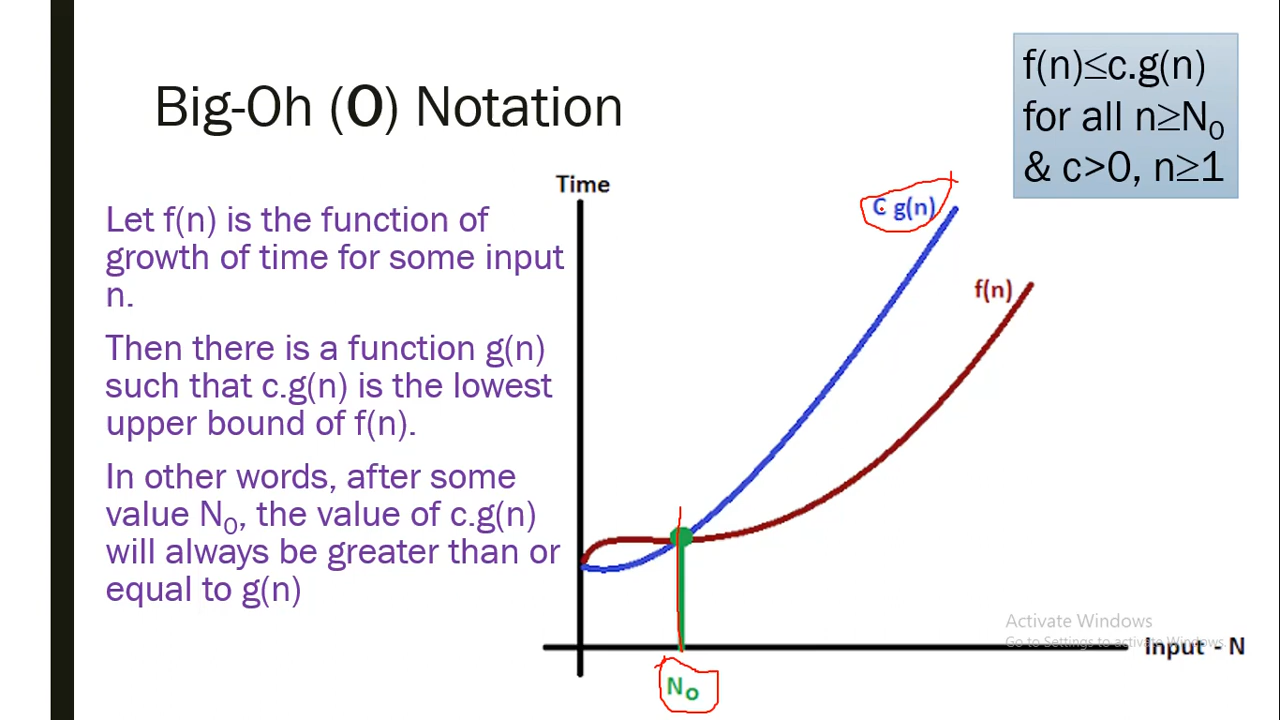 Big-Oh (O) Notation
f(n)≤c.g(n)
for all n≥N₀
& c>0, n≥1
Let f(n) is the function of
growth of time for some input
n.
Then there is a function g(n)
such that c.g(n) is the lowest
upper bound of f(n).
In other words, after some
value N₀, the value of c.g(n)
will always be greater than or
equal to g(n)
Time
C g(n)
f(n)
N₀
Input - N
Activate Windows
Go to Settings to activate Windows.